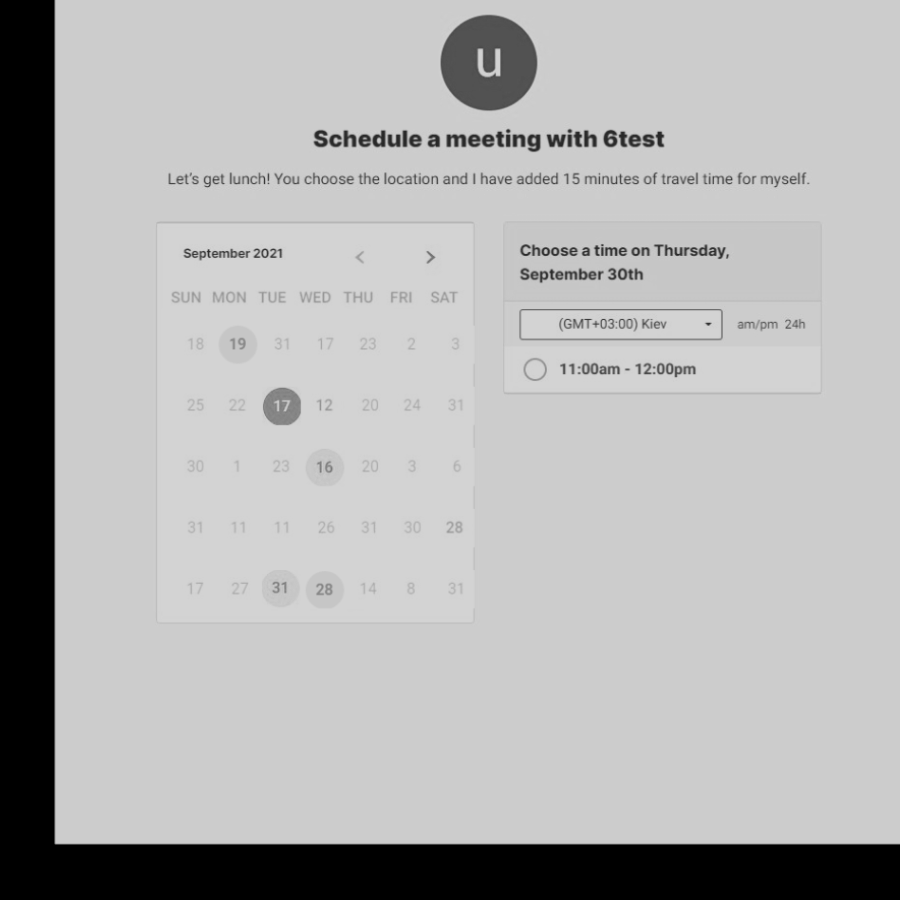 u
Schedule a meeting with 6test
Let's get lunch! You choose the location and I have added 15 minutes of travel time for myself.
September 2021
SUN MON TUE WED THU FRI SAT
18 19 31 17 23 2 3
25 22 17 12 20 24 31
30 1 23 16 20 3 6
31 11 11 26 31 30 28
17 27 31 28 14 8 31
Choose a time on Thursday,
September 30th
(GMT+03:00) Kiev am/pm 24h
11:00am - 12:00pm